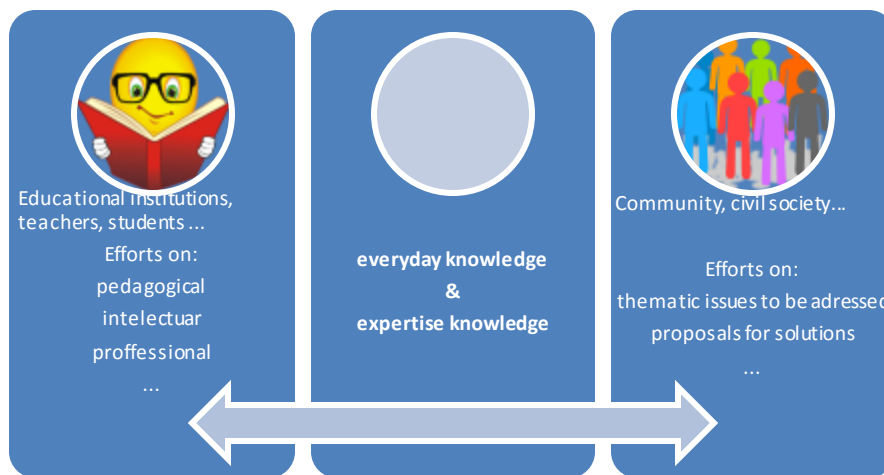 Educational institutions,
teachers, students ...
Efforts on:
pedagogical
intelectuar
proffessional
...
everyday knowledge
&
expertise knowledge
Community, civil society...
Efforts on:
thematic issues to be adressed
proposals for solutions
...